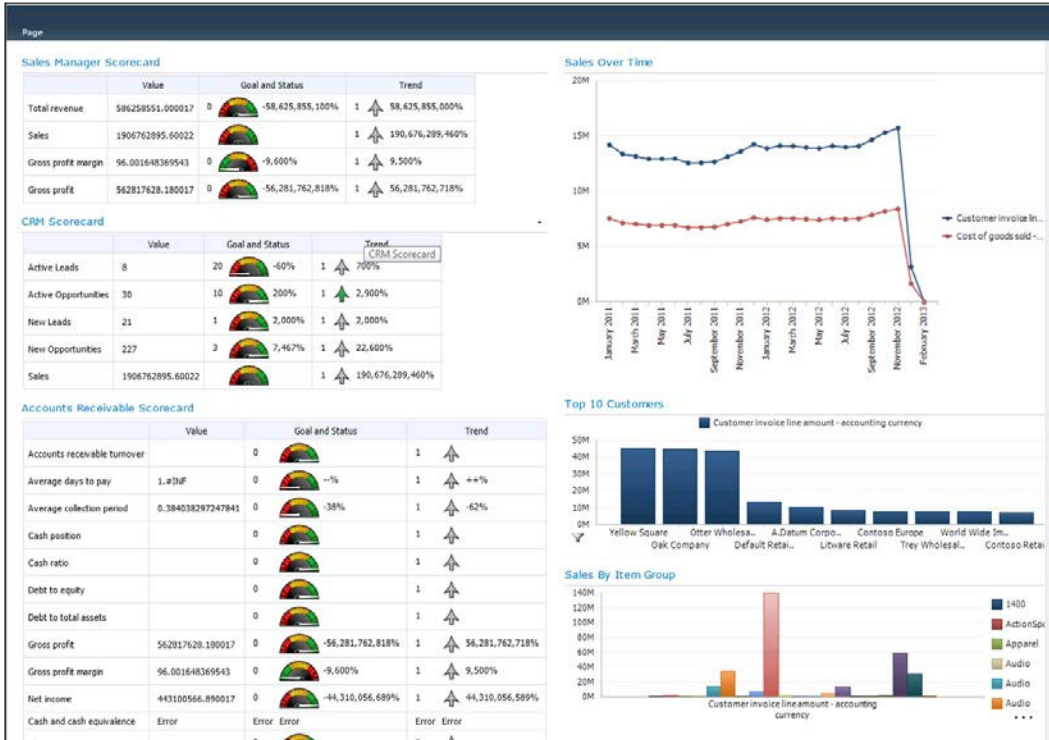 Page
Sales Manager Scorecard
Value Goal and Status Trend
Total revenue 586258551.000017 0 -58,625,855,100% 1 58,625,855,000%
Sales 1906762895.60022 1 190,676,289,460%
Gross profit margin 96.001648369543 0 -9,600% 1 9,500%
Gross profit 562817628.180017 0 -56,281,762,818% 1 56,281,762,718%
CRM Scorecard -
Value Goal and Status Trend
CRM Scorecard
Active Leads 8 20 -60% 1 700%
Active Opportunities 30 10 200% 1 2,900%
New Leads 21 1 2,000% 1 2,000%
New Opportunities 227 3 7,467% 1 22,600%
Sales 1906762895.60022 1 190,676,289,460%
Accounts Receivable Scorecard
Value Goal and Status Trend
Accounts receivable turnover 0 1
Average days to pay 1.#INF 0 --% 1 ++%
Average collection period 0.384038297247841 0 -38% 1 -62%
Cash position 0 1
Cash ratio 0 1
Debt to equity 0 1
Debt to total assets 0 1
Gross profit 562817628.180017 0 -56,281,762,818% 1 56,281,762,718%
Gross profit margin 96.001648369543 0 -9,600% 1 9,500%
Net income 443100566.890017 0 -44,310,056,689% 1 44,310,056,589%
Cash and cash equivalence Error Error Error Error Error
Sales Over Time
20M
15M
10M
5M
0M
Customer invoice lin...
Cost of goods sold -...
January 2011
March 2011
May 2011
July 2011
September 2011
November 2011
January 2012
March 2012
May 2012
July 2012
September 2012
November 2012
February 2013
Top 10 Customers
Customer invoice line amount - accounting currency
50M
40M
30M
20M
10M
0M
Yellow Square Otter Wholesa... A.Datum Corpo... Contoso Europe World Wide Im...
Oak Company Default Retai... Litware Retail Trey Wholesal... Contoso Retai
Sales By Item Group
140M
120M
100M
80M
60M
40M
20M
0M
Customer invoice line amount - accounting
currency
1400
ActionSpo
Apparel
Audio
Audio
Audio
...